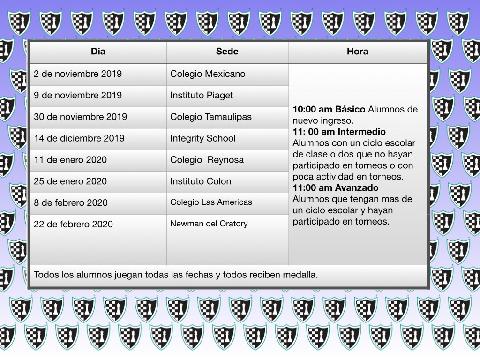 Dia Sede Hora
2 de noviembre 2019 Colegio Mexicano
9 de noviembre 2019 Instituto Piaget
30 de noviembre 2019 Colegio Tamaulipas
14 de diciembre 2019 Integrity School
11 de enero 2020 Colegio Reynosa
25 de enero 2020 Instituto Colon
8 de febrero 2020 Colegio Las Americas
22 de febrero 2020 Newman del Oratory
10:00 am Básico Alumnos de
nuevo ingreso.
11: 00 am Intermedio
Alumnos con un ciclo escolar
de clase o dos que no hayan
participado en torneos o con
poca actividad en torneos.
11:00 am Avanzado
Alumnos que tengan mas de
un ciclo escolar y hayan
participado en torneos.
Todos los alumnos juegan todas las fechas y todos reciben medalla.